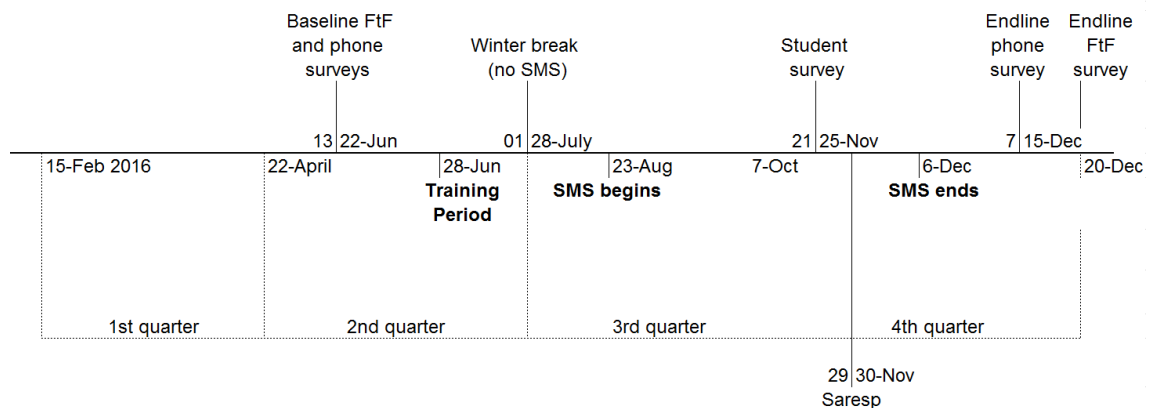 Baseline FtF
and phone
surveys
Winter break
(no SMS)
Student
survey
Endline
phone
survey
Endline
FtF
survey
13 22-Jun
01 28-July
21 25-Nov
7 15-Dec
15-Feb 2016
22-April
28-Jun
23-Aug
7-Oct
6-Dec
20-Dec
Training
Period
SMS begins
SMS ends
1st quarter
2nd quarter
3rd quarter
4th quarter
29 30-Nov
Saresp